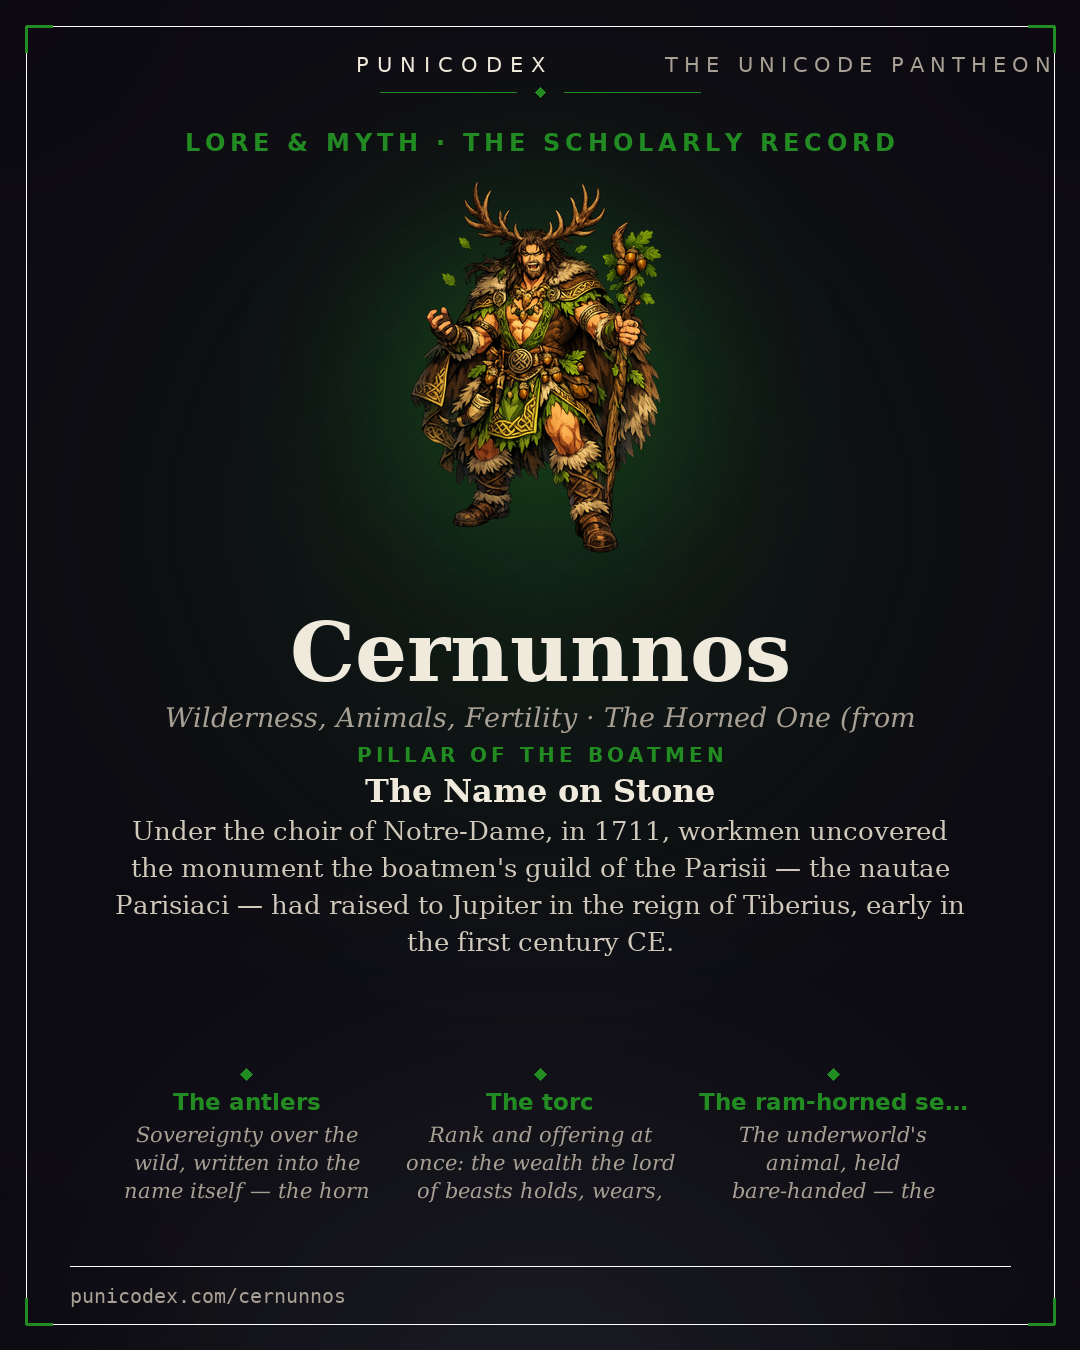 PUNICODEX THE UNICODE PANTHEON
LORE & MYTH · THE SCHOLARLY RECORD
Cernunnos
Wilderness, Animals, Fertility · The Horned One (from
PILLAR OF THE BOATMEN
The Name on Stone
Under the choir of Notre-Dame, in 1711, workmen uncovered
the monument the boatmen's guild of the Parisii — the nautae
Parisiaci — had raised to Jupiter in the reign of Tiberius, early in
the first century CE.
The antlers
Sovereignty over the
wild, written into the
name itself — the horn
The torc
Rank and offering at
once: the wealth the lord
of beasts holds, wears,
The ram-horned se…
The underworld's
animal, held
bare-handed — the
punicodex.com/cernunnos